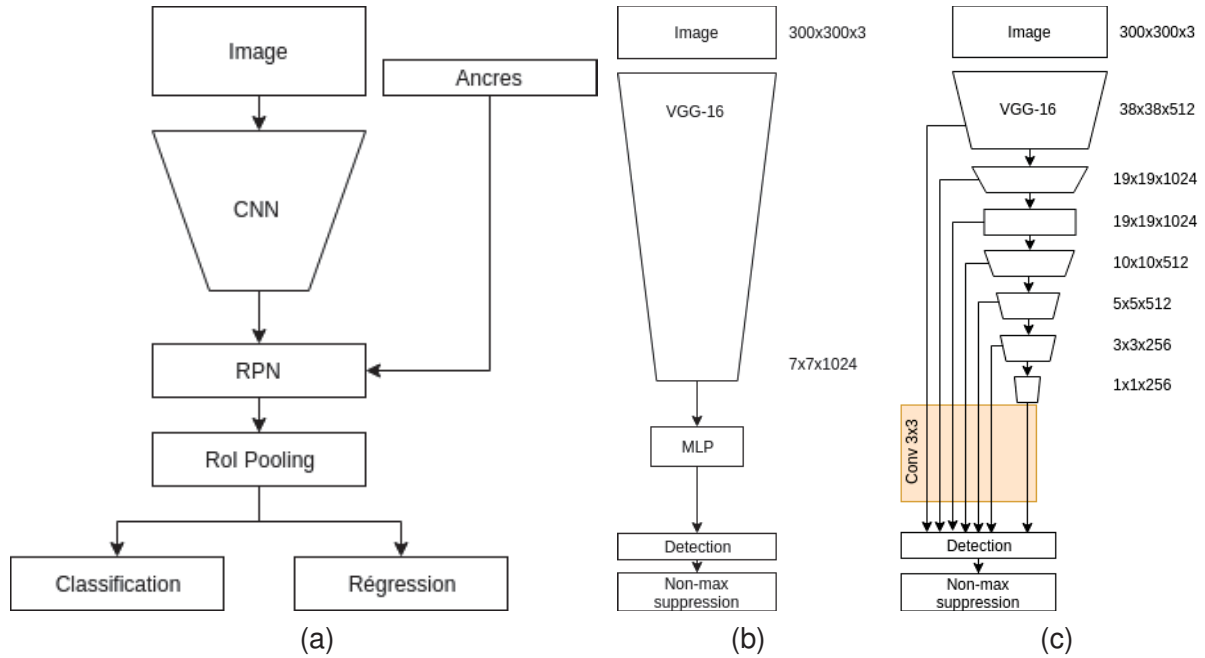 Image
Ancres
CNN
RPN
RoI Pooling
Classification
Régression
(a)
Image
300x300x3
VGG-16
7x7x1024
MLP
Detection
Non-max
suppression
(b)
Image
300x300x3
VGG-16
38x38x512
19x19x1024
19x19x1024
10x10x512
5x5x512
3x3x256
1x1x256
Conv 3x3
Detection
Non-max
suppression
(c)